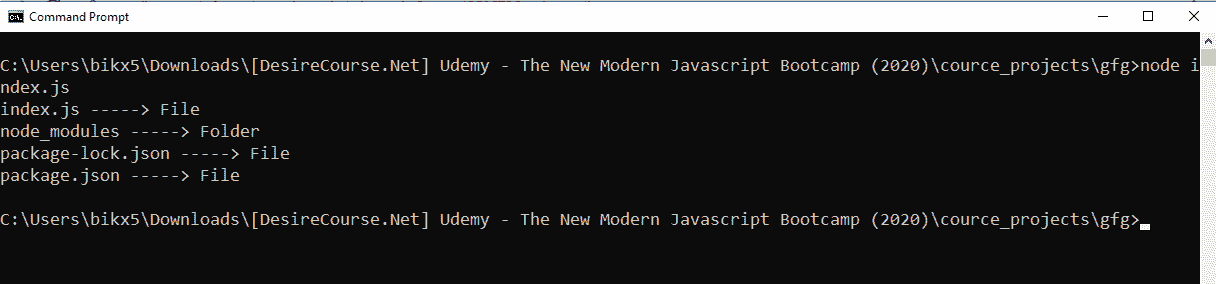 Command Prompt
C:\Users\bikx5\Downloads\[DesireCourse.Net] Udemy - The New Modern Javascript Bootcamp (2020)\cource_projects\gfg>node i
ndex.js
index.js -----> File
node_modules -----> Folder
package-lock.json -----> File
package.json -----> File
C:\Users\bikx5\Downloads\[DesireCourse.Net] Udemy - The New Modern Javascript Bootcamp (2020)\cource_projects\gfg>